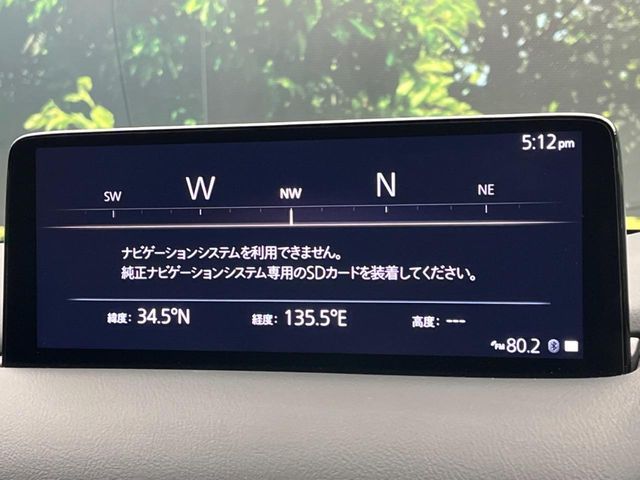 5:12pm
SW W NW N NE
ナビゲーションシステムを利用できません。
純正ナビゲーションシステム専用のSDカードを装着してください。
緯度: 34.5°N 経度: 135.5°E 高度: ---
FM 80.2